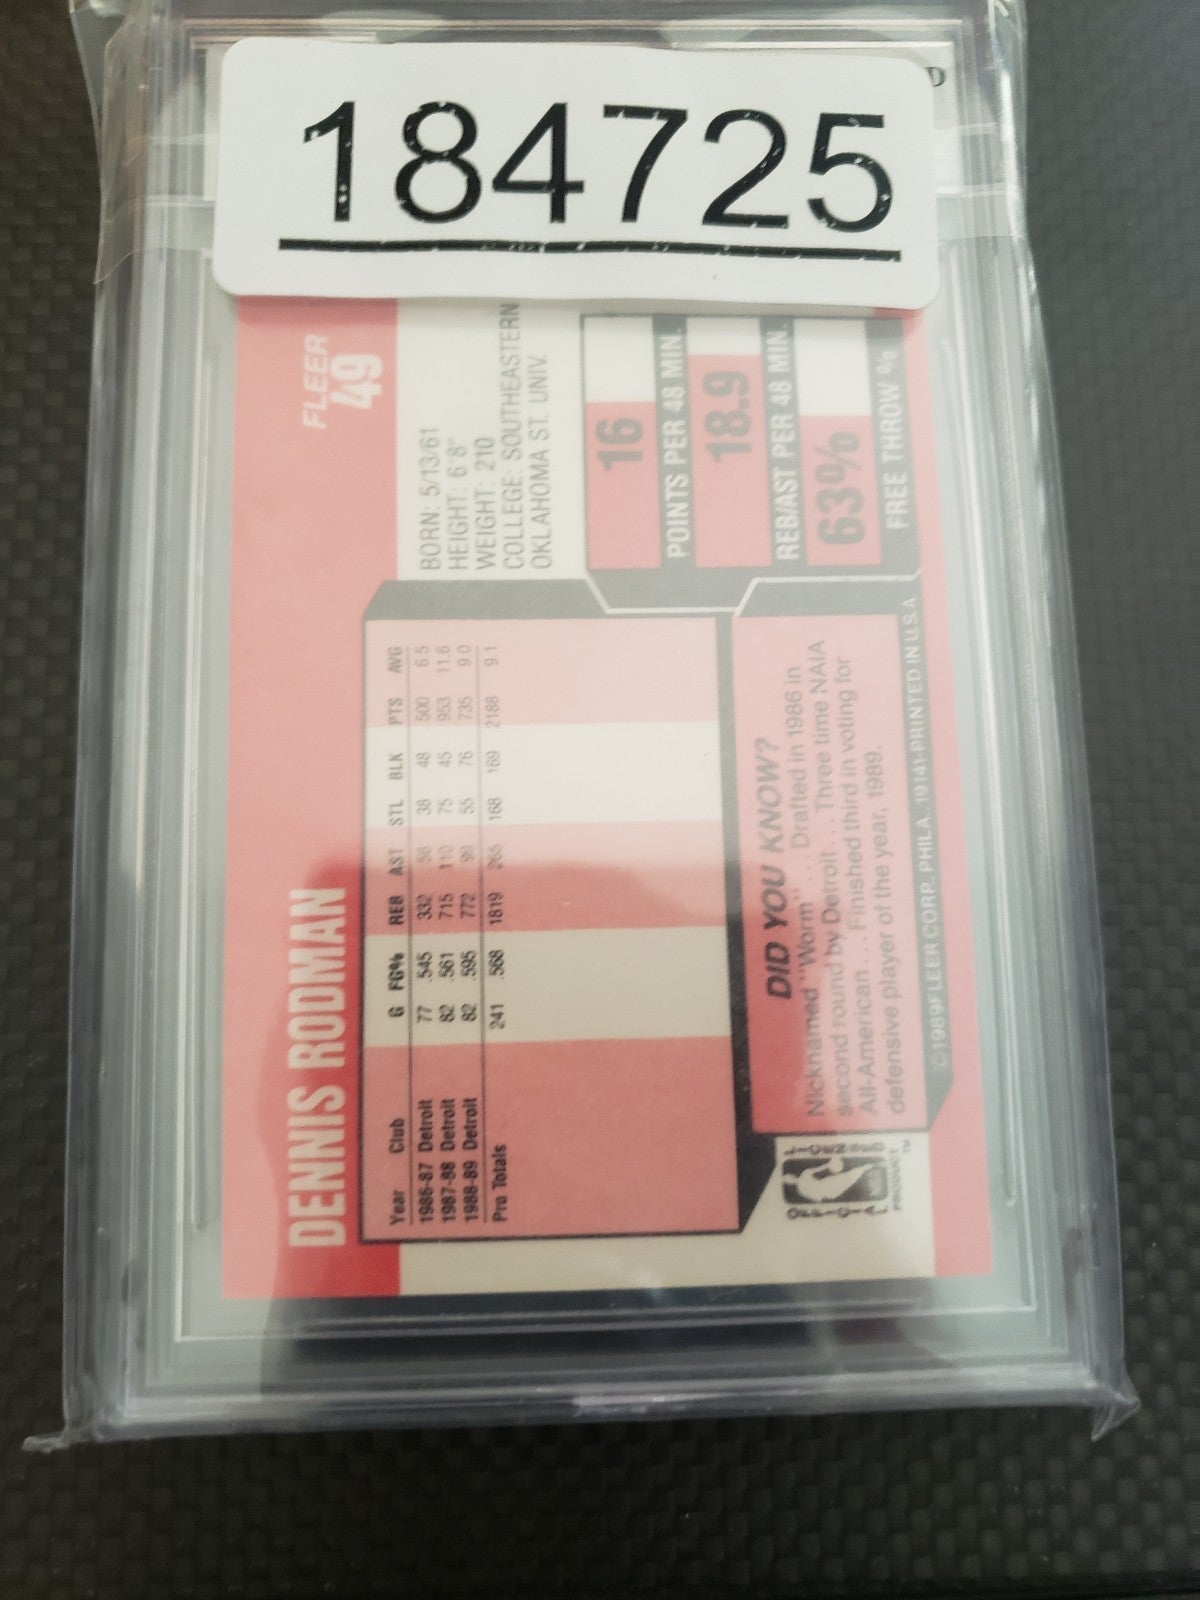 184725
D
FLEER
49
DENNIS RODMAN
BORN: 5/13/61
HEIGHT: 6'8"
WEIGHT: 210
COLLEGE: SOUTHEASTERN
OKLAHOMA ST. UNIV.
Year Club G FG% REB AST STL BLK PTS AVG
1986-87 Detroit 77 .545 332 56 38 48 500 6.5
1987-88 Detroit 82 .561 715 110 75 45 953 11.6
1988-89 Detroit 82 .595 772 99 55 76 735 9.0
Pro Totals 241 .568 1819 265 168 169 2188 9.1
16
POINTS PER 48 MIN.
18.9
REB/AST PER 48 MIN.
63%
FREE THROW %
DID YOU KNOW?
Nicknamed "Worm" ... Drafted in 1986 in
second round by Detroit ... Three time NAIA
All-American ... Finished third in voting for
defensive player of the year, 1989.
©1989 FLEER CORP., PHILA. 19141-PRINTED IN U.S.A
OFFICIAL LICENSED
NBA
PRODUCT
TM